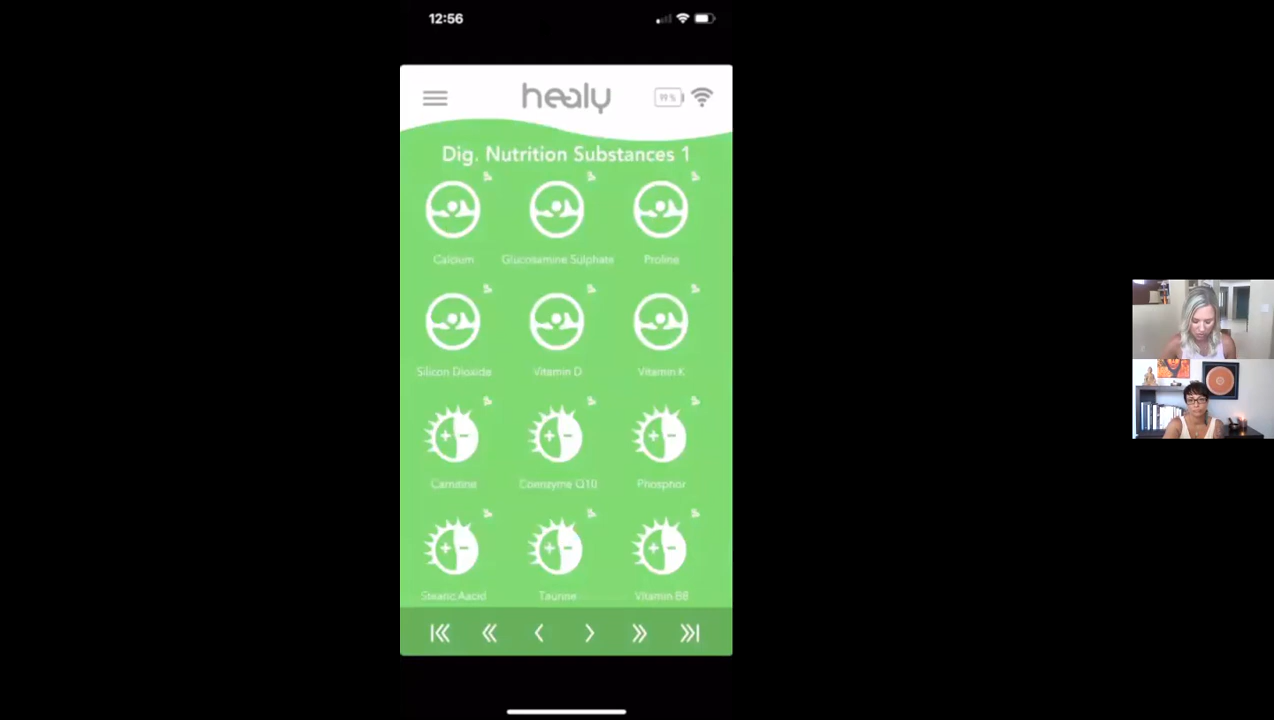 12:56
healy
99%
Dig. Nutrition Substances 1
Calcium Glucosamine Sulphate Proline
Silicon Dioxide Vitamin D Vitamin K
Carnitine Coenzyme Q10 Phosphor
Stearic Aacid Taurine Vitamin B8